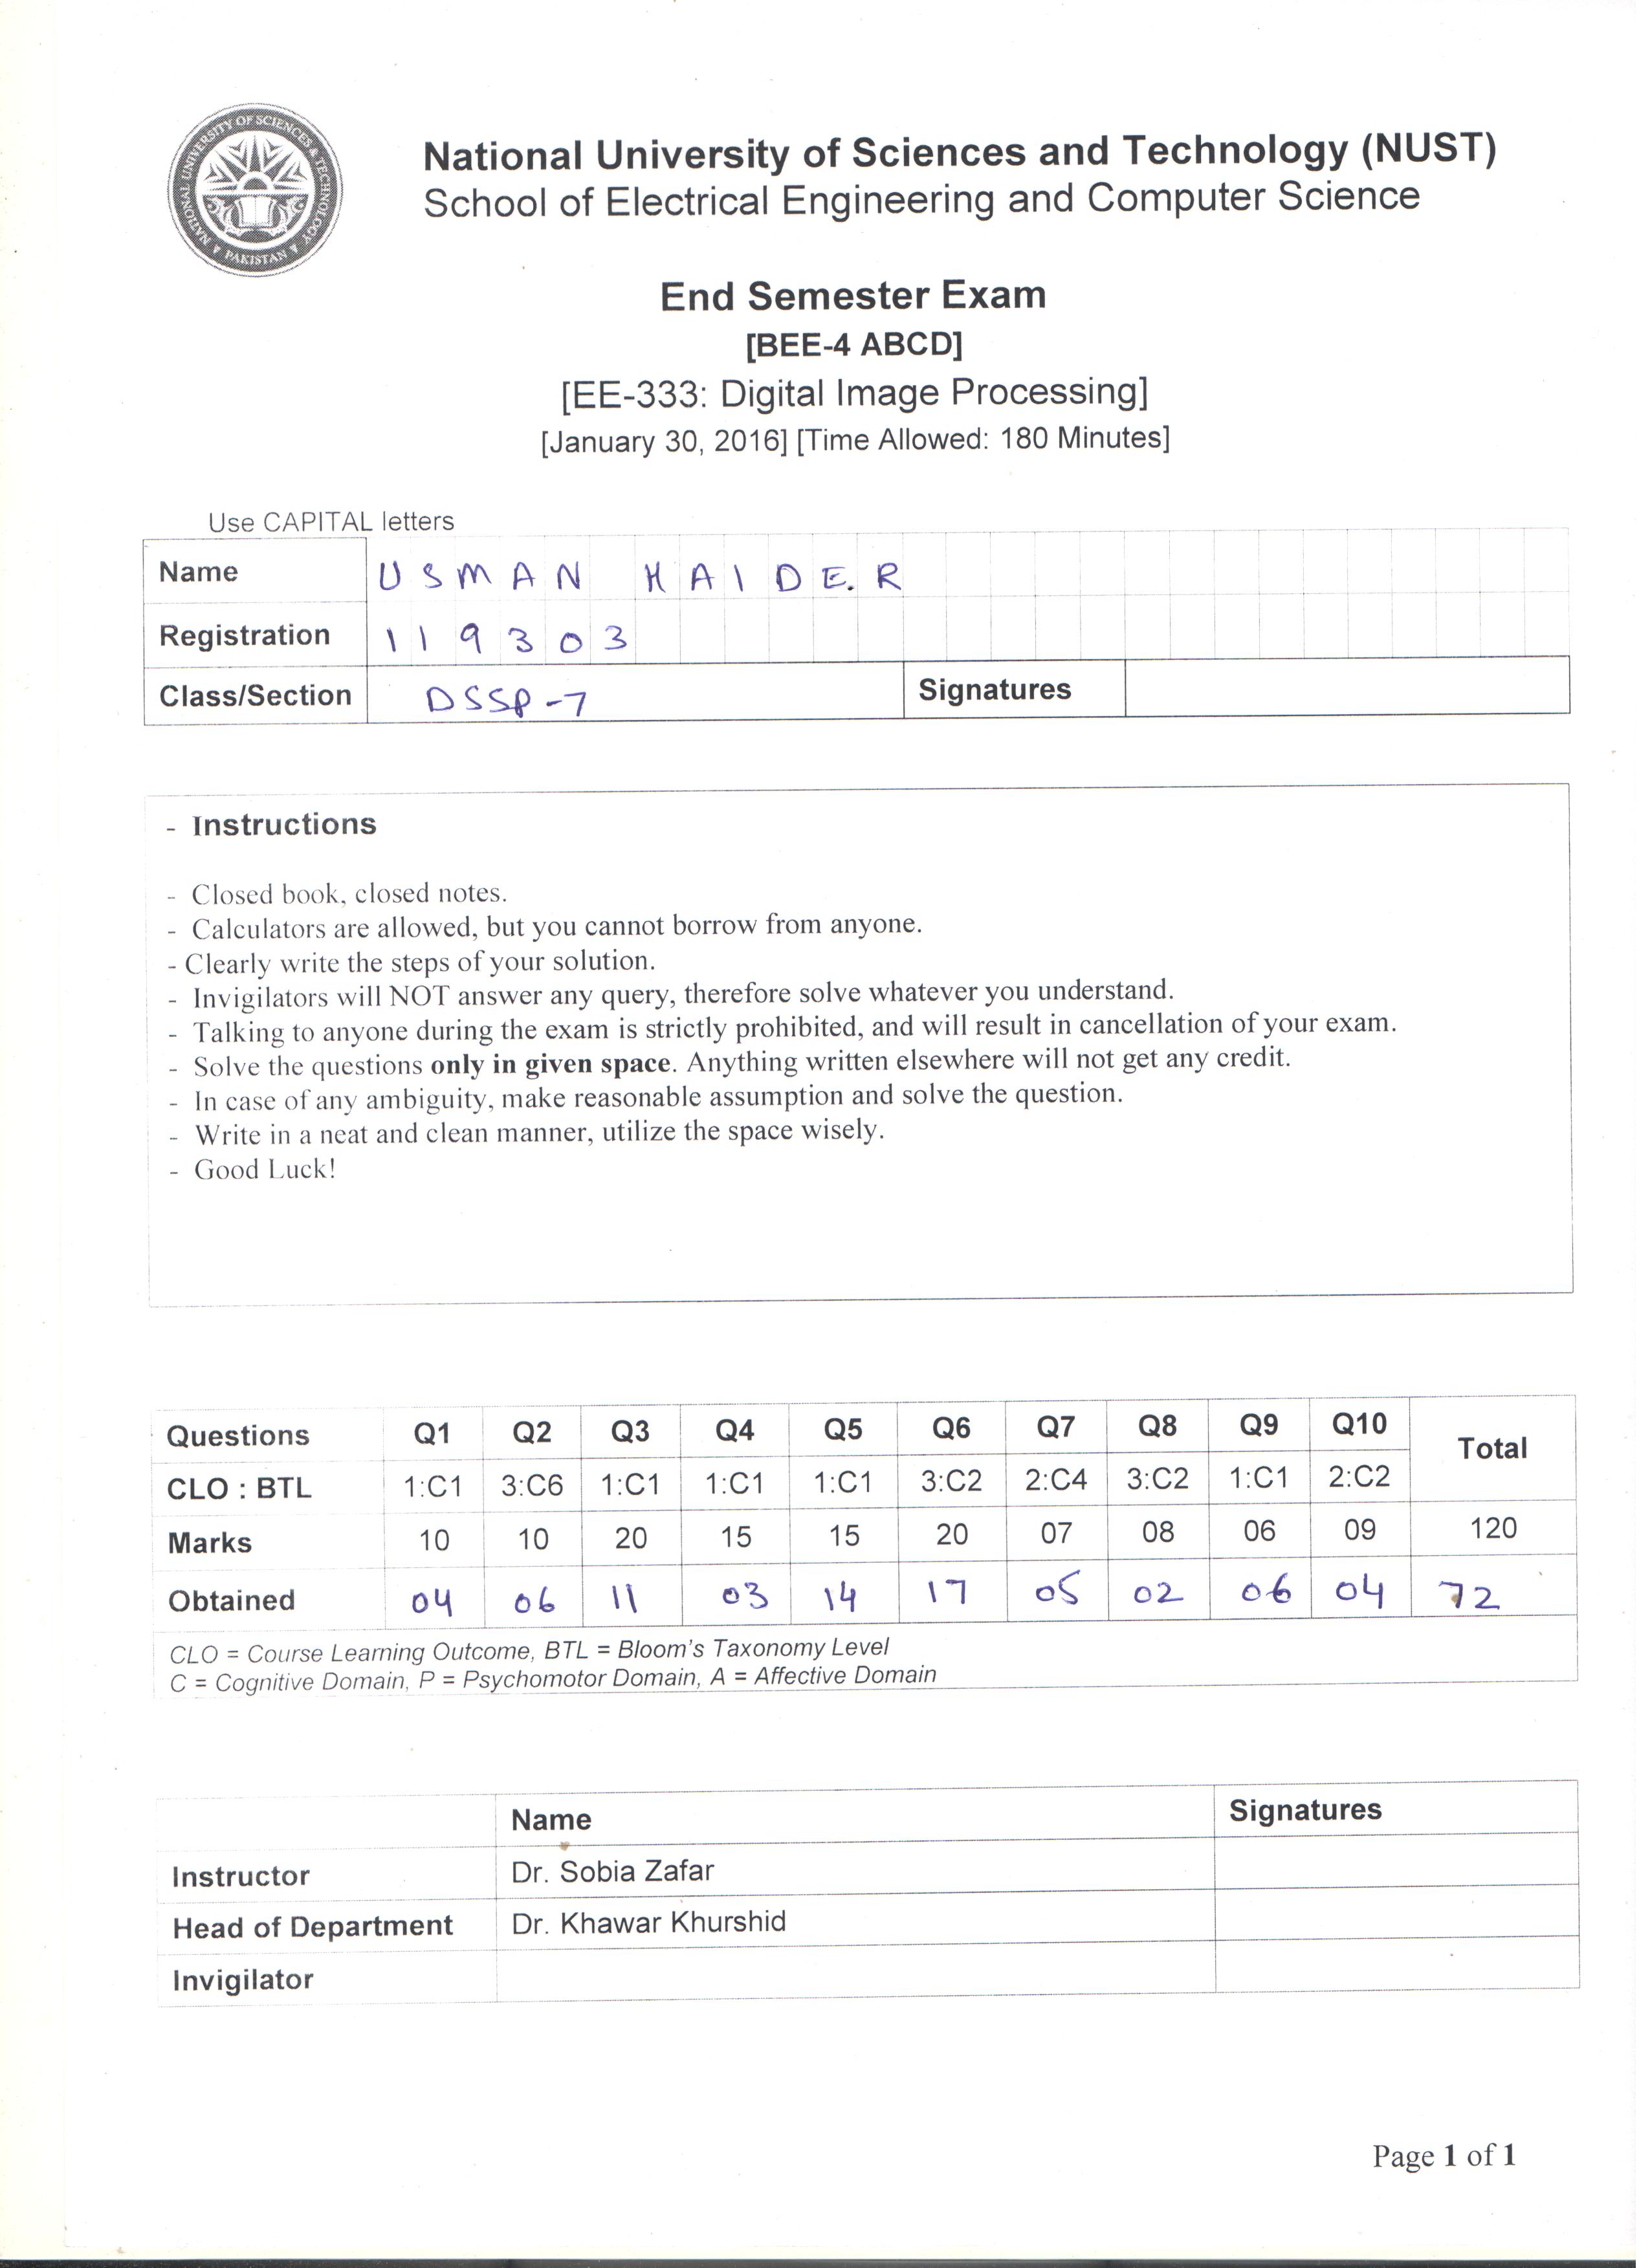 NATIONAL UNIVERSITY OF SCIENCES & TECHNOLOGY
PAKISTAN
National University of Sciences and Technology (NUST)
School of Electrical Engineering and Computer Science
End Semester Exam
[BEE-4 ABCD]
[EE-333: Digital Image Processing]
[January 30, 2016] [Time Allowed: 180 Minutes]
Use CAPITAL letters
Name USMAN HAIDER
Registration 119303
Class/Section DSSP-7 Signatures
- Instructions
- Closed book, closed notes.
- Calculators are allowed, but you cannot borrow from anyone.
- Clearly write the steps of your solution.
- Invigilators will NOT answer any query, therefore solve whatever you understand.
- Talking to anyone during the exam is strictly prohibited, and will result in cancellation of your exam.
- Solve the questions only in given space. Anything written elsewhere will not get any credit.
- In case of any ambiguity, make reasonable assumption and solve the question.
- Write in a neat and clean manner, utilize the space wisely.
- Good Luck!
Questions Q1 Q2 Q3 Q4 Q5 Q6 Q7 Q8 Q9 Q10 Total
CLO : BTL 1:C1 3:C6 1:C1 1:C1 1:C1 3:C2 2:C4 3:C2 1:C1 2:C2
Marks 10 10 20 15 15 20 07 08 06 09 120
Obtained 04 06 11 03 14 17 05 02 06 04 72
CLO = Course Learning Outcome, BTL = Bloom's Taxonomy Level
C = Cognitive Domain, P = Psychomotor Domain, A = Affective Domain
Name Signatures
Instructor Dr. Sobia Zafar
Head of Department Dr. Khawar Khurshid
Invigilator
Page 1 of 1